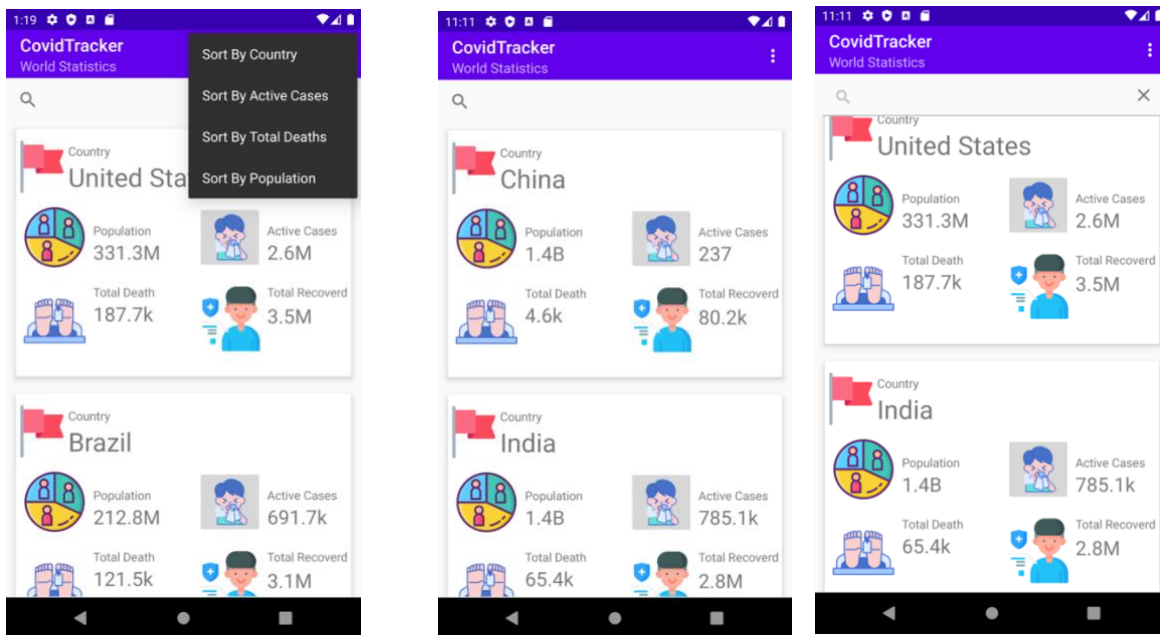 1:19
CovidTracker
World Statistics
Sort By Country
Sort By Active Cases
Sort By Total Deaths
Sort By Population
Country
United Sta
Population
331.3M
Active Cases
2.6M
Total Death
187.7k
Total Recoverd
3.5M
Country
Brazil
Population
212.8M
Active Cases
691.7k
Total Death
121.5k
Total Recoverd
3.1M
11:11
CovidTracker
World Statistics
Country
China
Population
1.4B
Active Cases
237
Total Death
4.6k
Total Recoverd
80.2k
Country
India
Population
1.4B
Active Cases
785.1k
Total Death
65.4k
Total Recoverd
2.8M
11:11
CovidTracker
World Statistics
Country
United States
Population
331.3M
Active Cases
2.6M
Total Death
187.7k
Total Recoverd
3.5M
Country
India
Population
1.4B
Active Cases
785.1k
Total Death
65.4k
Total Recoverd
2.8M